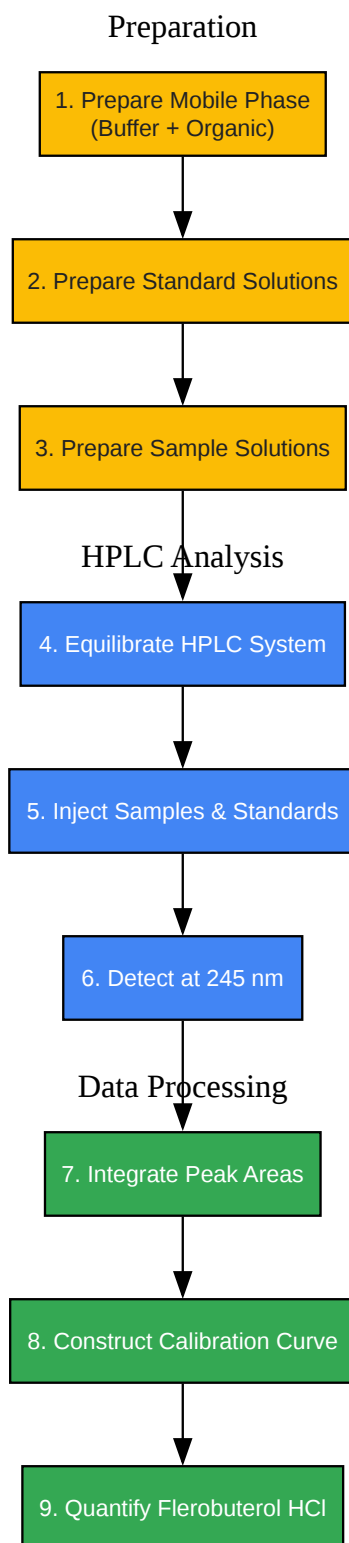 Preparation
1. Prepare Mobile Phase
(Buffer + Organic)
2. Prepare Standard Solutions
3. Prepare Sample Solutions
HPLC Analysis
4. Equilibrate HPLC System
5. Inject Samples & Standards
6. Detect at 245 nm
Data Processing
7. Integrate Peak Areas
8. Construct Calibration Curve
9. Quantify Flerobuterol HCl